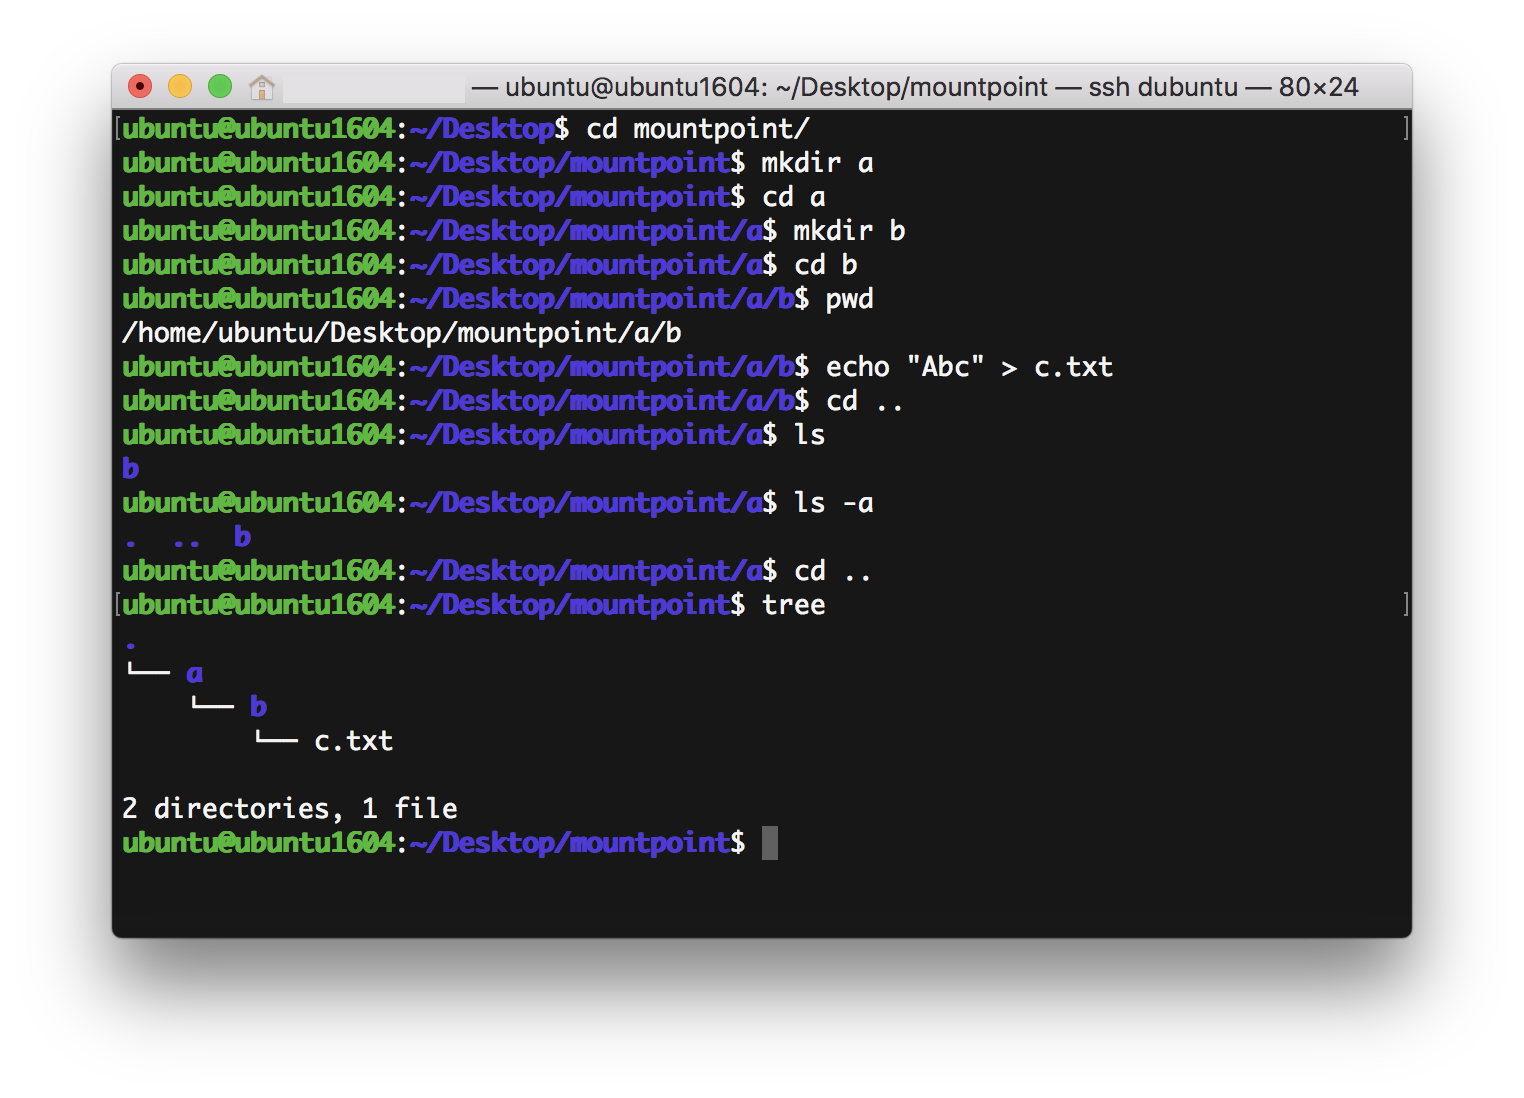 — ubuntu@ubuntu1604: ~/Desktop/mountpoint — ssh dubuntu — 80×24
[ubuntu@ubuntu1604:~/Desktop$ cd mountpoint/ ]
ubuntu@ubuntu1604:~/Desktop/mountpoint$ mkdir a
ubuntu@ubuntu1604:~/Desktop/mountpoint$ cd a
ubuntu@ubuntu1604:~/Desktop/mountpoint/a$ mkdir b
ubuntu@ubuntu1604:~/Desktop/mountpoint/a$ cd b
ubuntu@ubuntu1604:~/Desktop/mountpoint/a/b$ pwd
/home/ubuntu/Desktop/mountpoint/a/b
ubuntu@ubuntu1604:~/Desktop/mountpoint/a/b$ echo "Abc" > c.txt
ubuntu@ubuntu1604:~/Desktop/mountpoint/a/b$ cd ..
ubuntu@ubuntu1604:~/Desktop/mountpoint/a$ ls
b
ubuntu@ubuntu1604:~/Desktop/mountpoint/a$ ls -a
.  ..  b
ubuntu@ubuntu1604:~/Desktop/mountpoint/a$ cd ..
[ubuntu@ubuntu1604:~/Desktop/mountpoint$ tree ]
.
└── a
    └── b
        └── c.txt

2 directories, 1 file
ubuntu@ubuntu1604:~/Desktop/mountpoint$